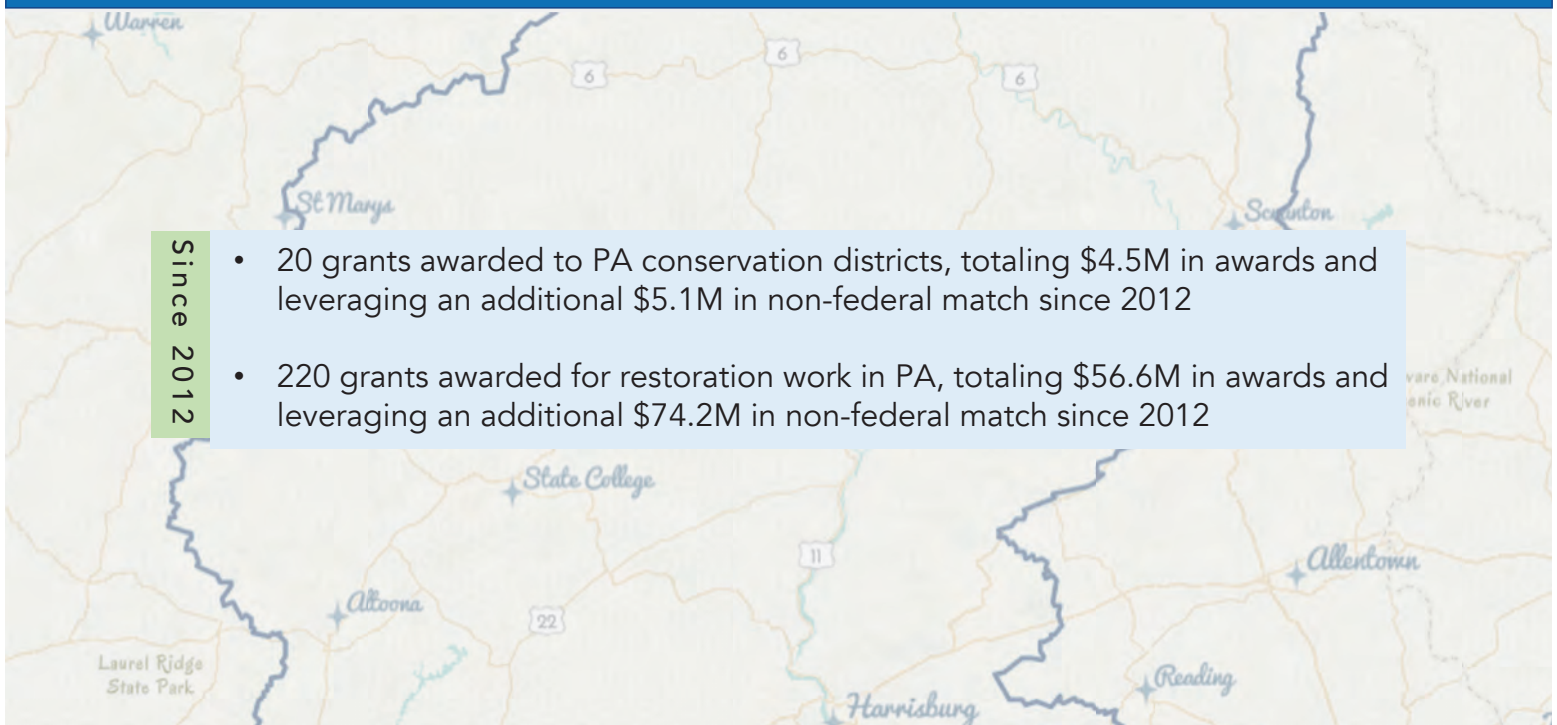 Warren
6
6
6
St Marys
Scranton
Since 2012
• 20 grants awarded to PA conservation districts, totaling $4.5M in awards and
leveraging an additional $5.1M in non-federal match since 2012
• 220 grants awarded for restoration work in PA, totaling $56.6M in awards and
leveraging an additional $74.2M in non-federal match since 2012
National
River
State College
11
Allentown
Altoona
22
Laurel Ridge
State Park
Reading
Harrisburg